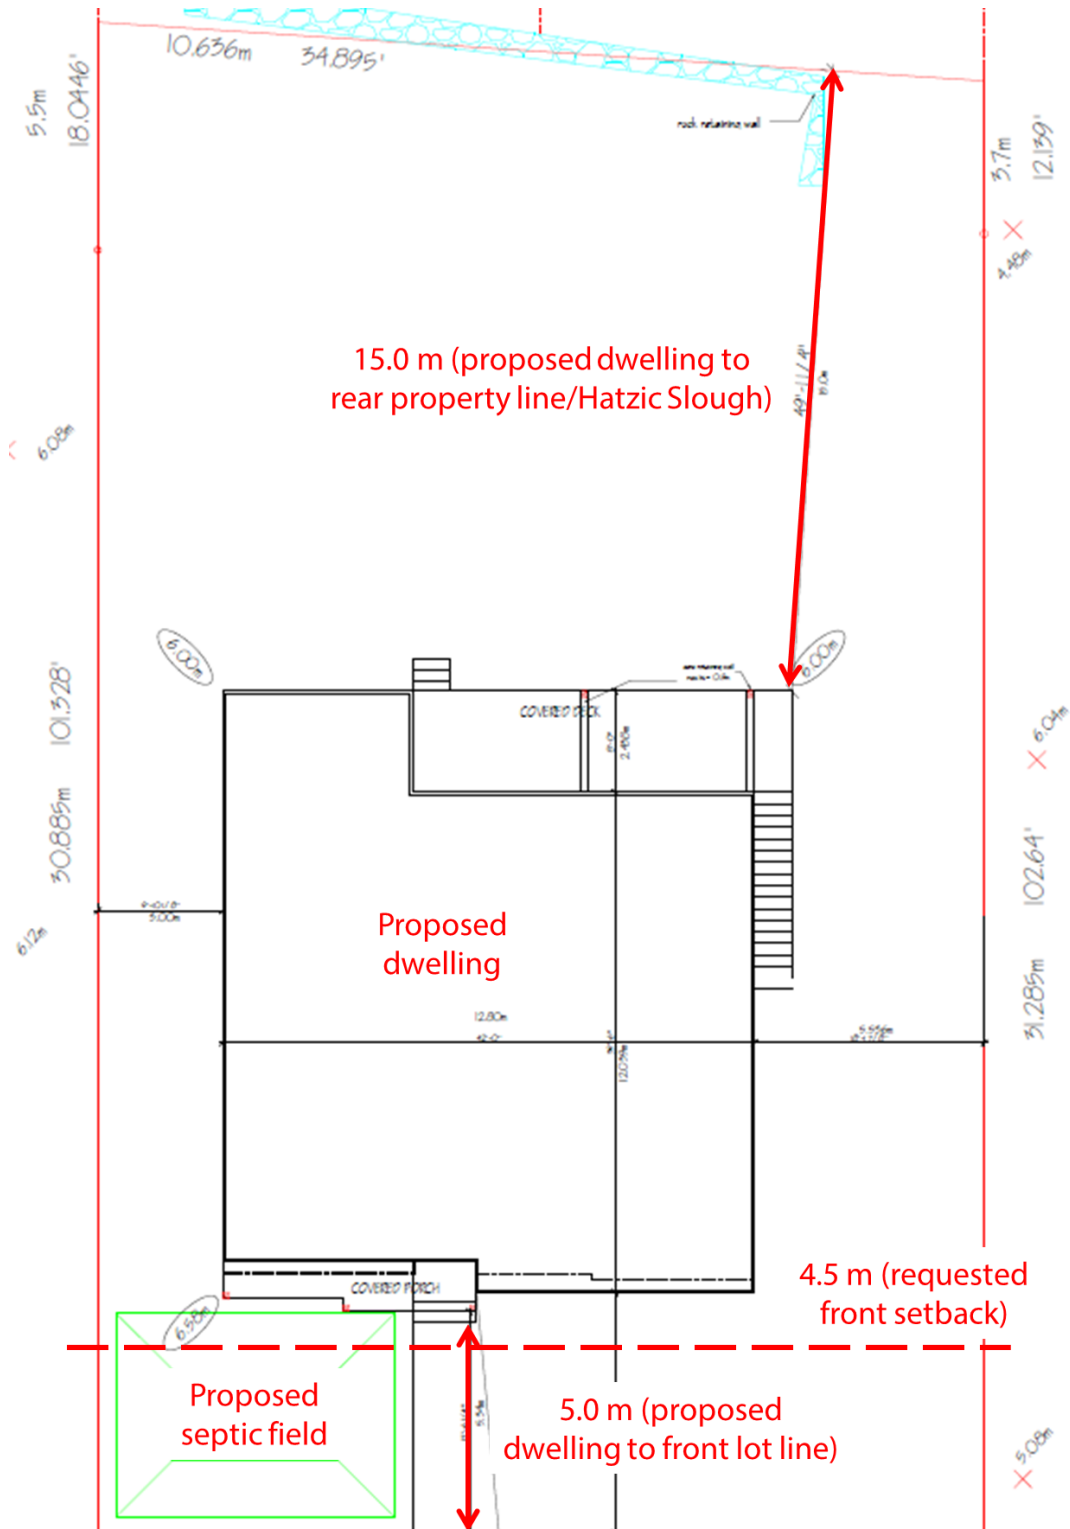 10.636m 34.895'
5.5m
18.0446'
rock retaining wall
3.7m
12.139'
4.48m
15.0 m (proposed dwelling to
rear property line/Hatzic Slough)
15.0m
6.08m
6.00m
6.00m
COVERED DECK
2.438m
101.328'
30.885m
6.04m
102.64'
31.285m
5.00m
6.12m
Proposed
dwelling
12.80m
42'-0"
5.556m
COVERED PORCH
6.58m
4.5 m (requested
front setback)
Proposed
septic field
5.0 m (proposed
dwelling to front lot line)
5.08m